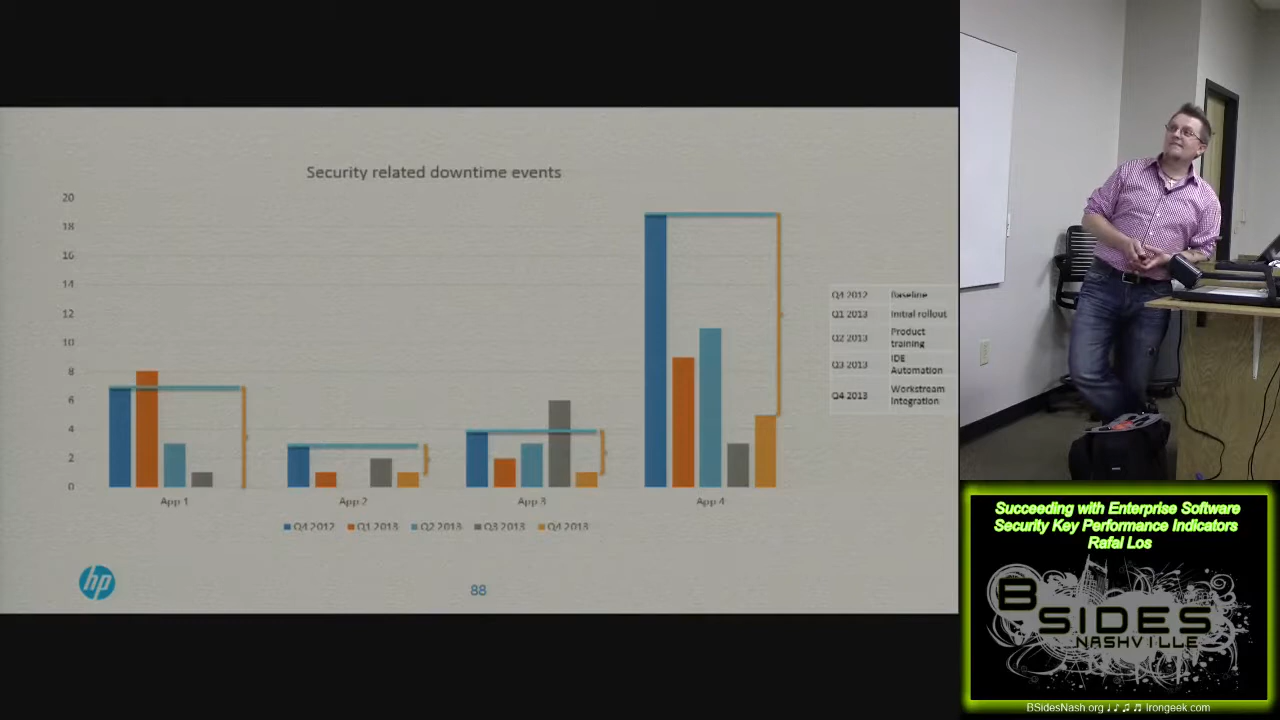 Security related downtime events
20
18
16
14
12
10
8
6
4
2
0
App 1
App 2
App 3
App 4
Q4 2012
Q1 2013
Q2 2013
Q3 2013
Q4 2013
Q4 2012 Baseline
Q1 2013 Initial rollout
Q2 2013 Product
training
Q3 2013 IDE
Automation
Q4 2013 Workstream
Integration
hp
88
Succeeding with Enterprise Software
Security Key Performance Indicators
Rafal Los
BSIDES
NASHVILLE
BSidesNash.org ♩ ♪ ♫ ♬ Irongeek.com